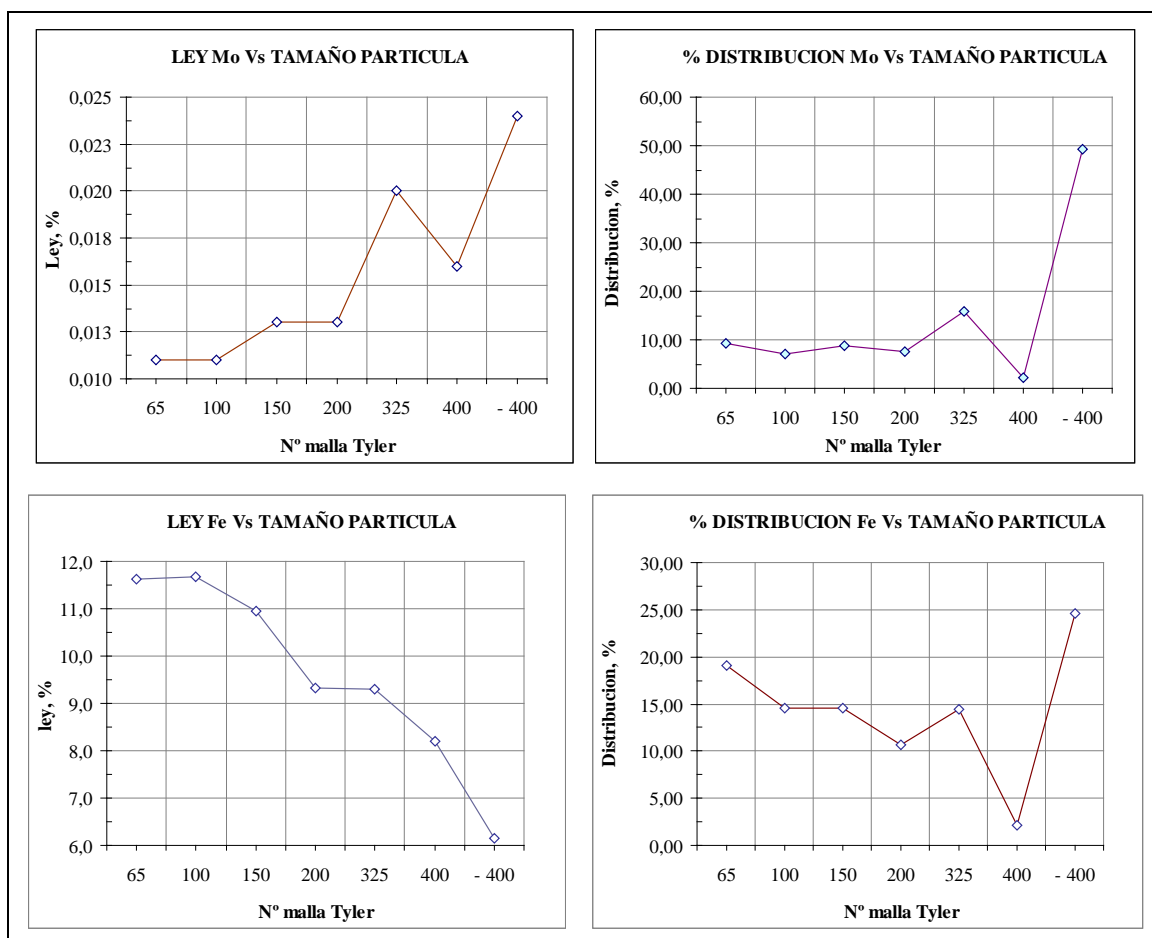 LEY Mo Vs TAMAÑO PARTICULA
0,025
0,023
0,020
0,018
0,015
0,013
0,010
Ley, %
65 100 150 200 325 400 - 400
Nº malla Tyler
% DISTRIBUCION Mo Vs TAMAÑO PARTICULA
60,00
50,00
40,00
30,00
20,00
10,00
0,00
Distribucion, %
65 100 150 200 325 400 - 400
Nº malla Tyler
LEY Fe Vs TAMAÑO PARTICULA
12,0
11,0
10,0
9,0
8,0
7,0
6,0
ley, %
65 100 150 200 325 400 - 400
Nº malla Tyler
% DISTRIBUCION Fe Vs TAMAÑO PARTICULA
30,00
25,00
20,00
15,00
10,00
5,00
0,00
Distribucion, %
65 100 150 200 325 400 - 400
Nº malla Tyler